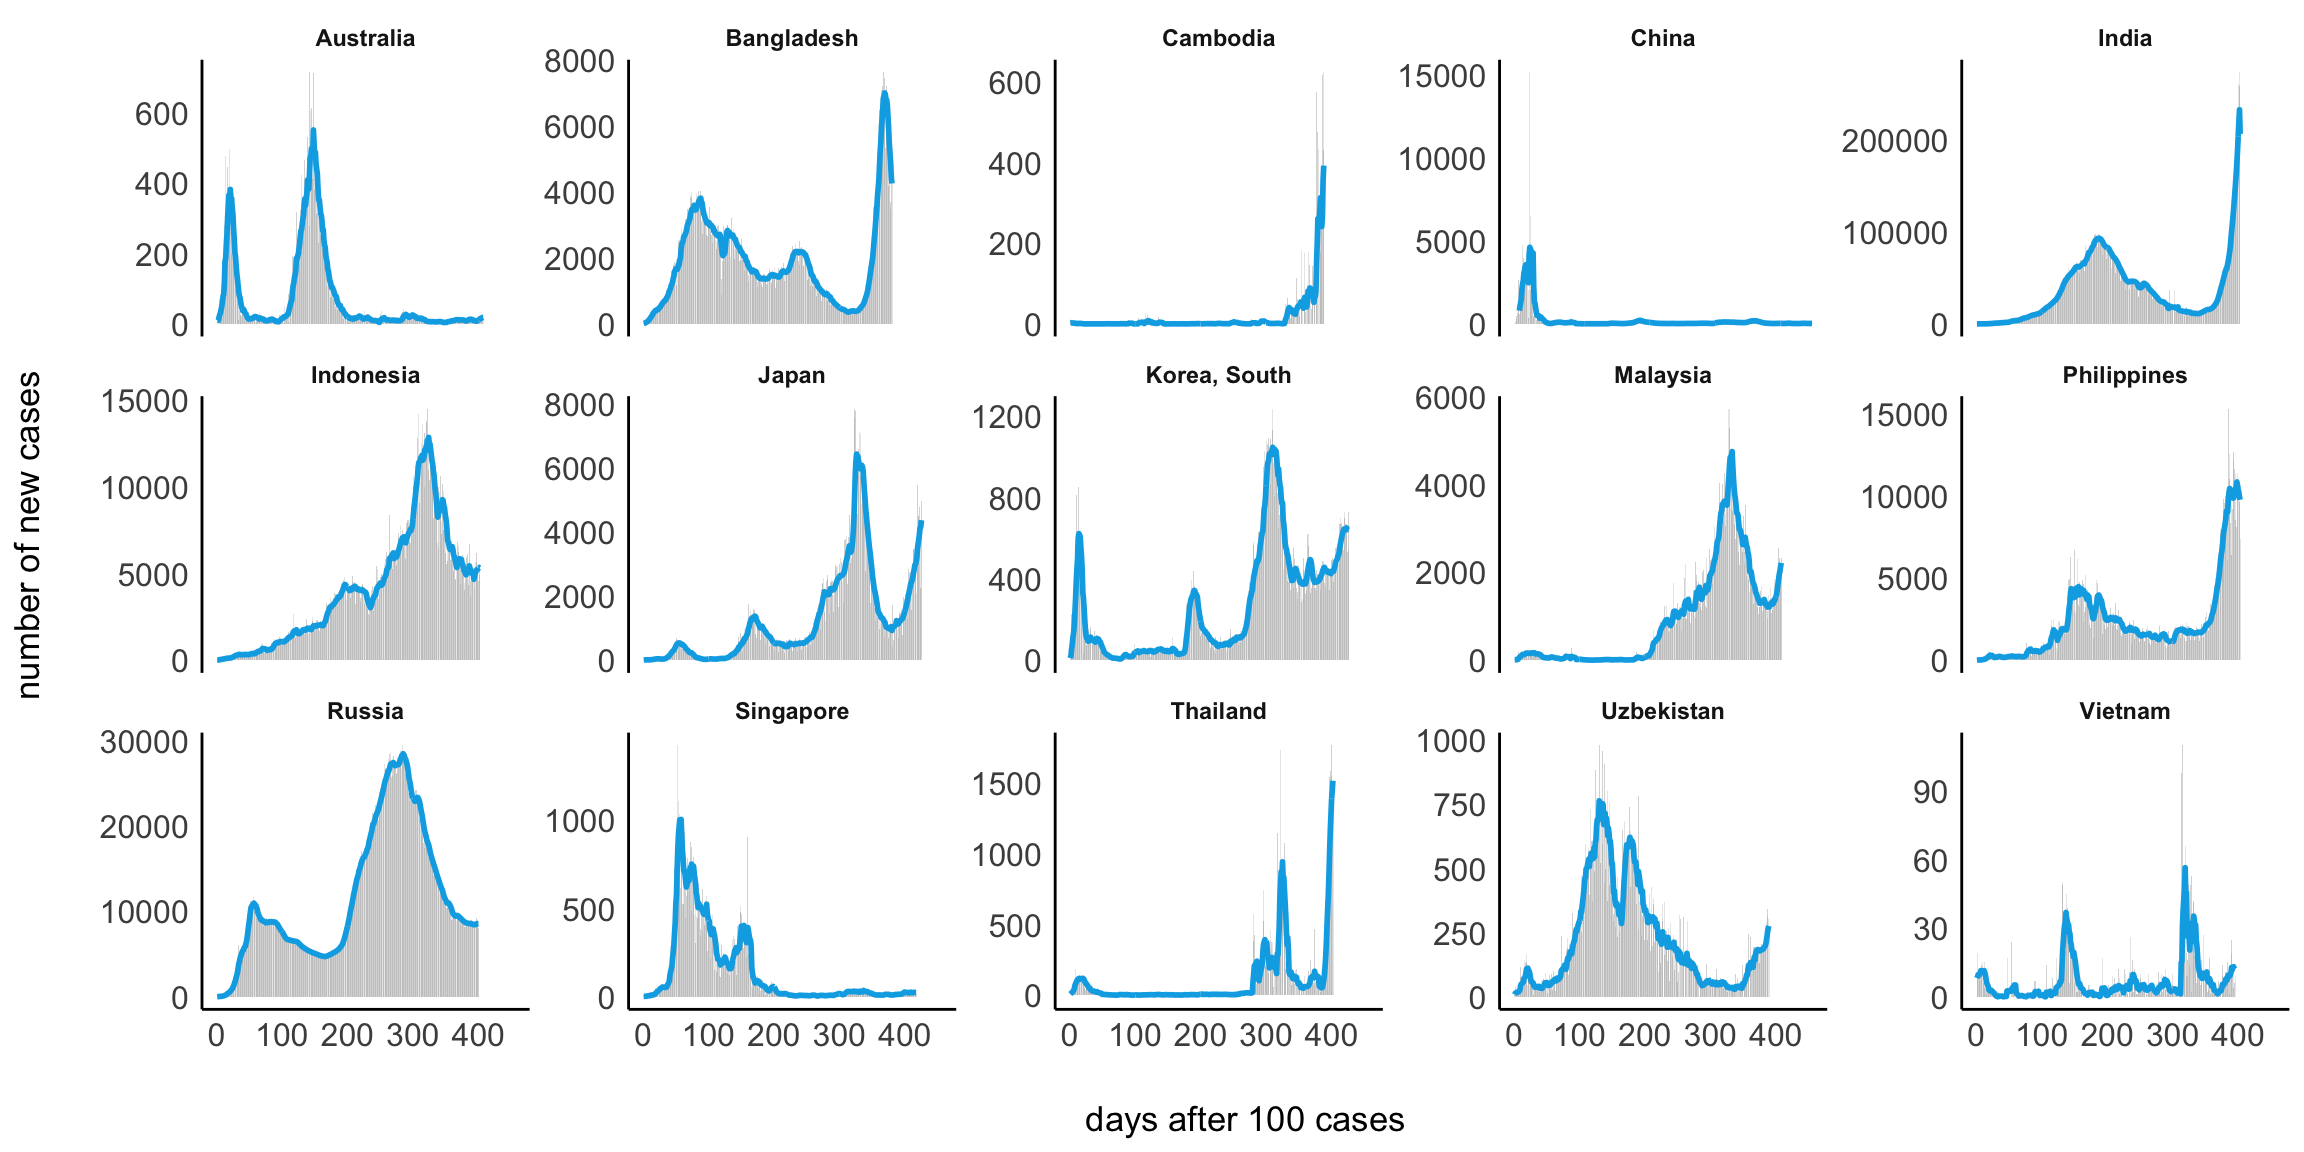 Australia
Bangladesh
Cambodia
China
India
600
400
200
0
8000
6000
4000
2000
0
600
400
200
0
15000
10000
5000
0
200000
100000
0
Indonesia
Japan
Korea, South
Malaysia
Philippines
number of new cases
15000
10000
5000
0
8000
6000
4000
2000
0
1200
800
400
0
6000
4000
2000
0
15000
10000
5000
0
Russia
Singapore
Thailand
Uzbekistan
Vietnam
30000
20000
10000
0
1000
500
0
1500
1000
500
0
1000
750
500
250
0
90
60
30
0
0 100 200 300 400
0 100 200 300 400
0 100 200 300 400
0 100 200 300 400
0 100 200 300 400
days after 100 cases